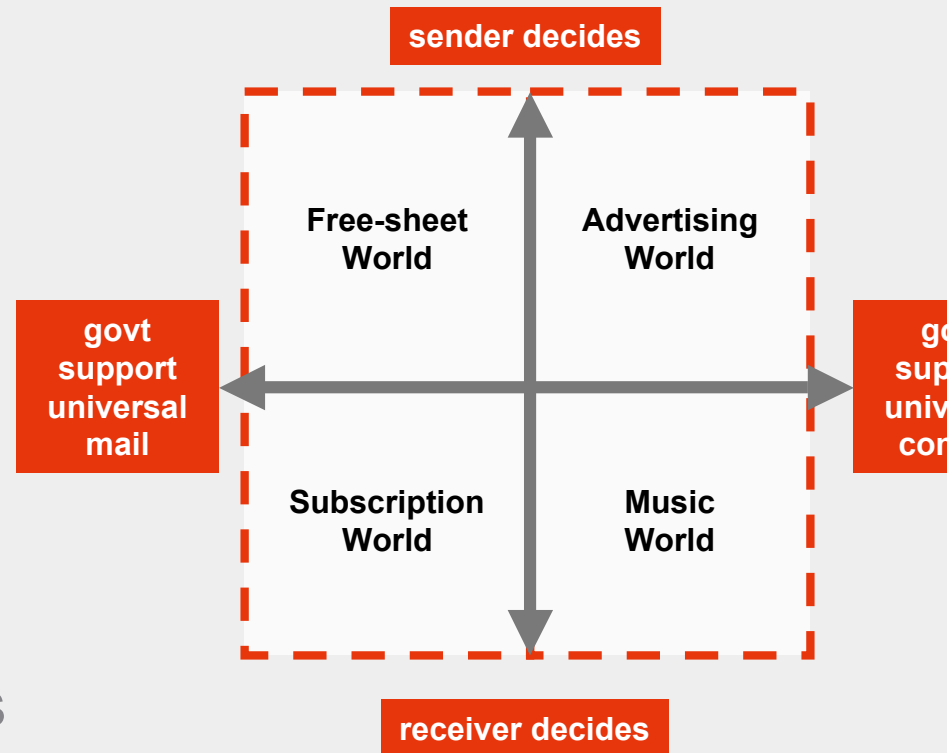 sender decides
Free-sheet
World
Advertising
World
govt
support
universal
mail
Subscription
World
Music
World
receiver decides